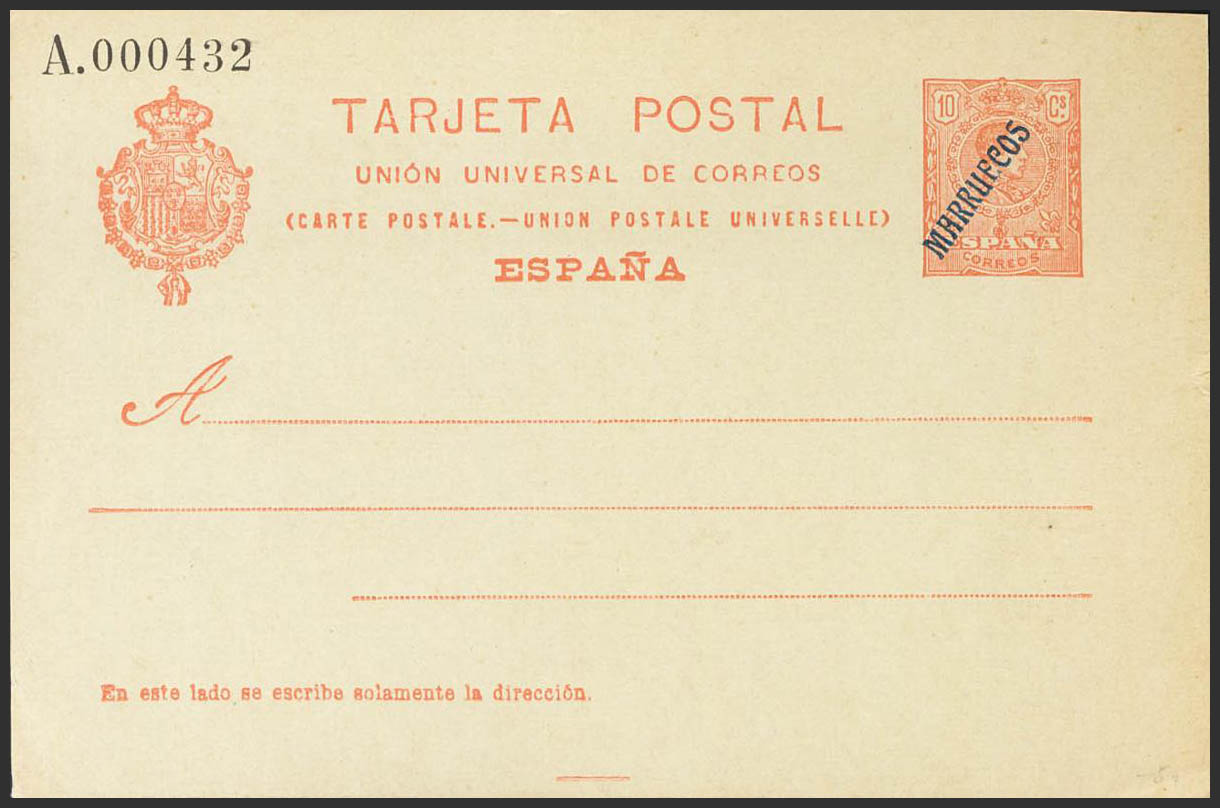 A.000432
TARJETA POSTAL
UNIÓN UNIVERSAL DE CORREOS
(CARTE POSTALE.—UNION POSTALE UNIVERSELLE)
ESPAÑA
10 Cs.
MARRUECOS
ESPAÑA
CORREOS
A
En este lado se escribe solamente la dirección.